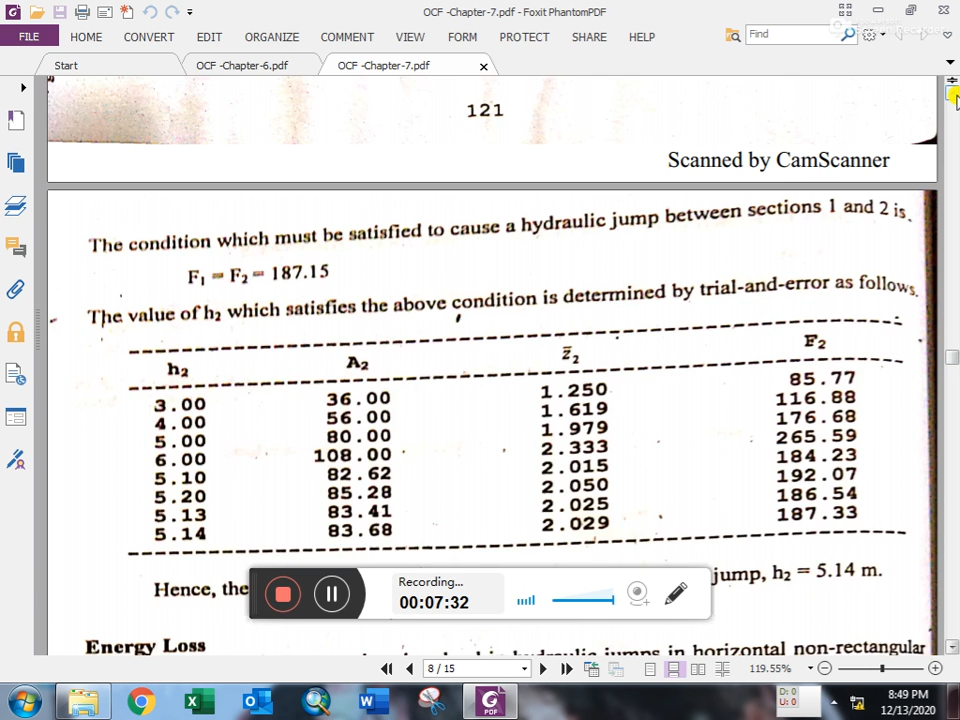 OCF -Chapter-7.pdf - Foxit PhantomPDF
FILE HOME CONVERT EDIT ORGANIZE COMMENT VIEW FORM PROTECT SHARE HELP Find
Start OCF -Chapter-6.pdf OCF -Chapter-7.pdf
121
Scanned by CamScanner
The condition which must be satisfied to cause a hydraulic jump between sections 1 and 2 is,
F₁ = F₂ = 187.15
The value of h₂ which satisfies the above condition is determined by trial-and-error as follows.
h₂ A₂ z̄₂ F₂
3.00 36.00 1.250 85.77
4.00 56.00 1.619 116.88
5.00 80.00 1.979 176.68
6.00 108.00 2.333 265.59
5.10 82.62 2.015 184.23
5.20 85.28 2.050 192.07
5.13 83.41 2.025 186.54
5.14 83.68 2.029 187.33
Hence, the jump, h₂ = 5.14 m.
Recording...
00:07:32
Energy Loss
hydraulic jumps in horizontal non-rectangular
8 / 15 119.55%
D: 0
U: 0
8:49 PM
12/13/2020